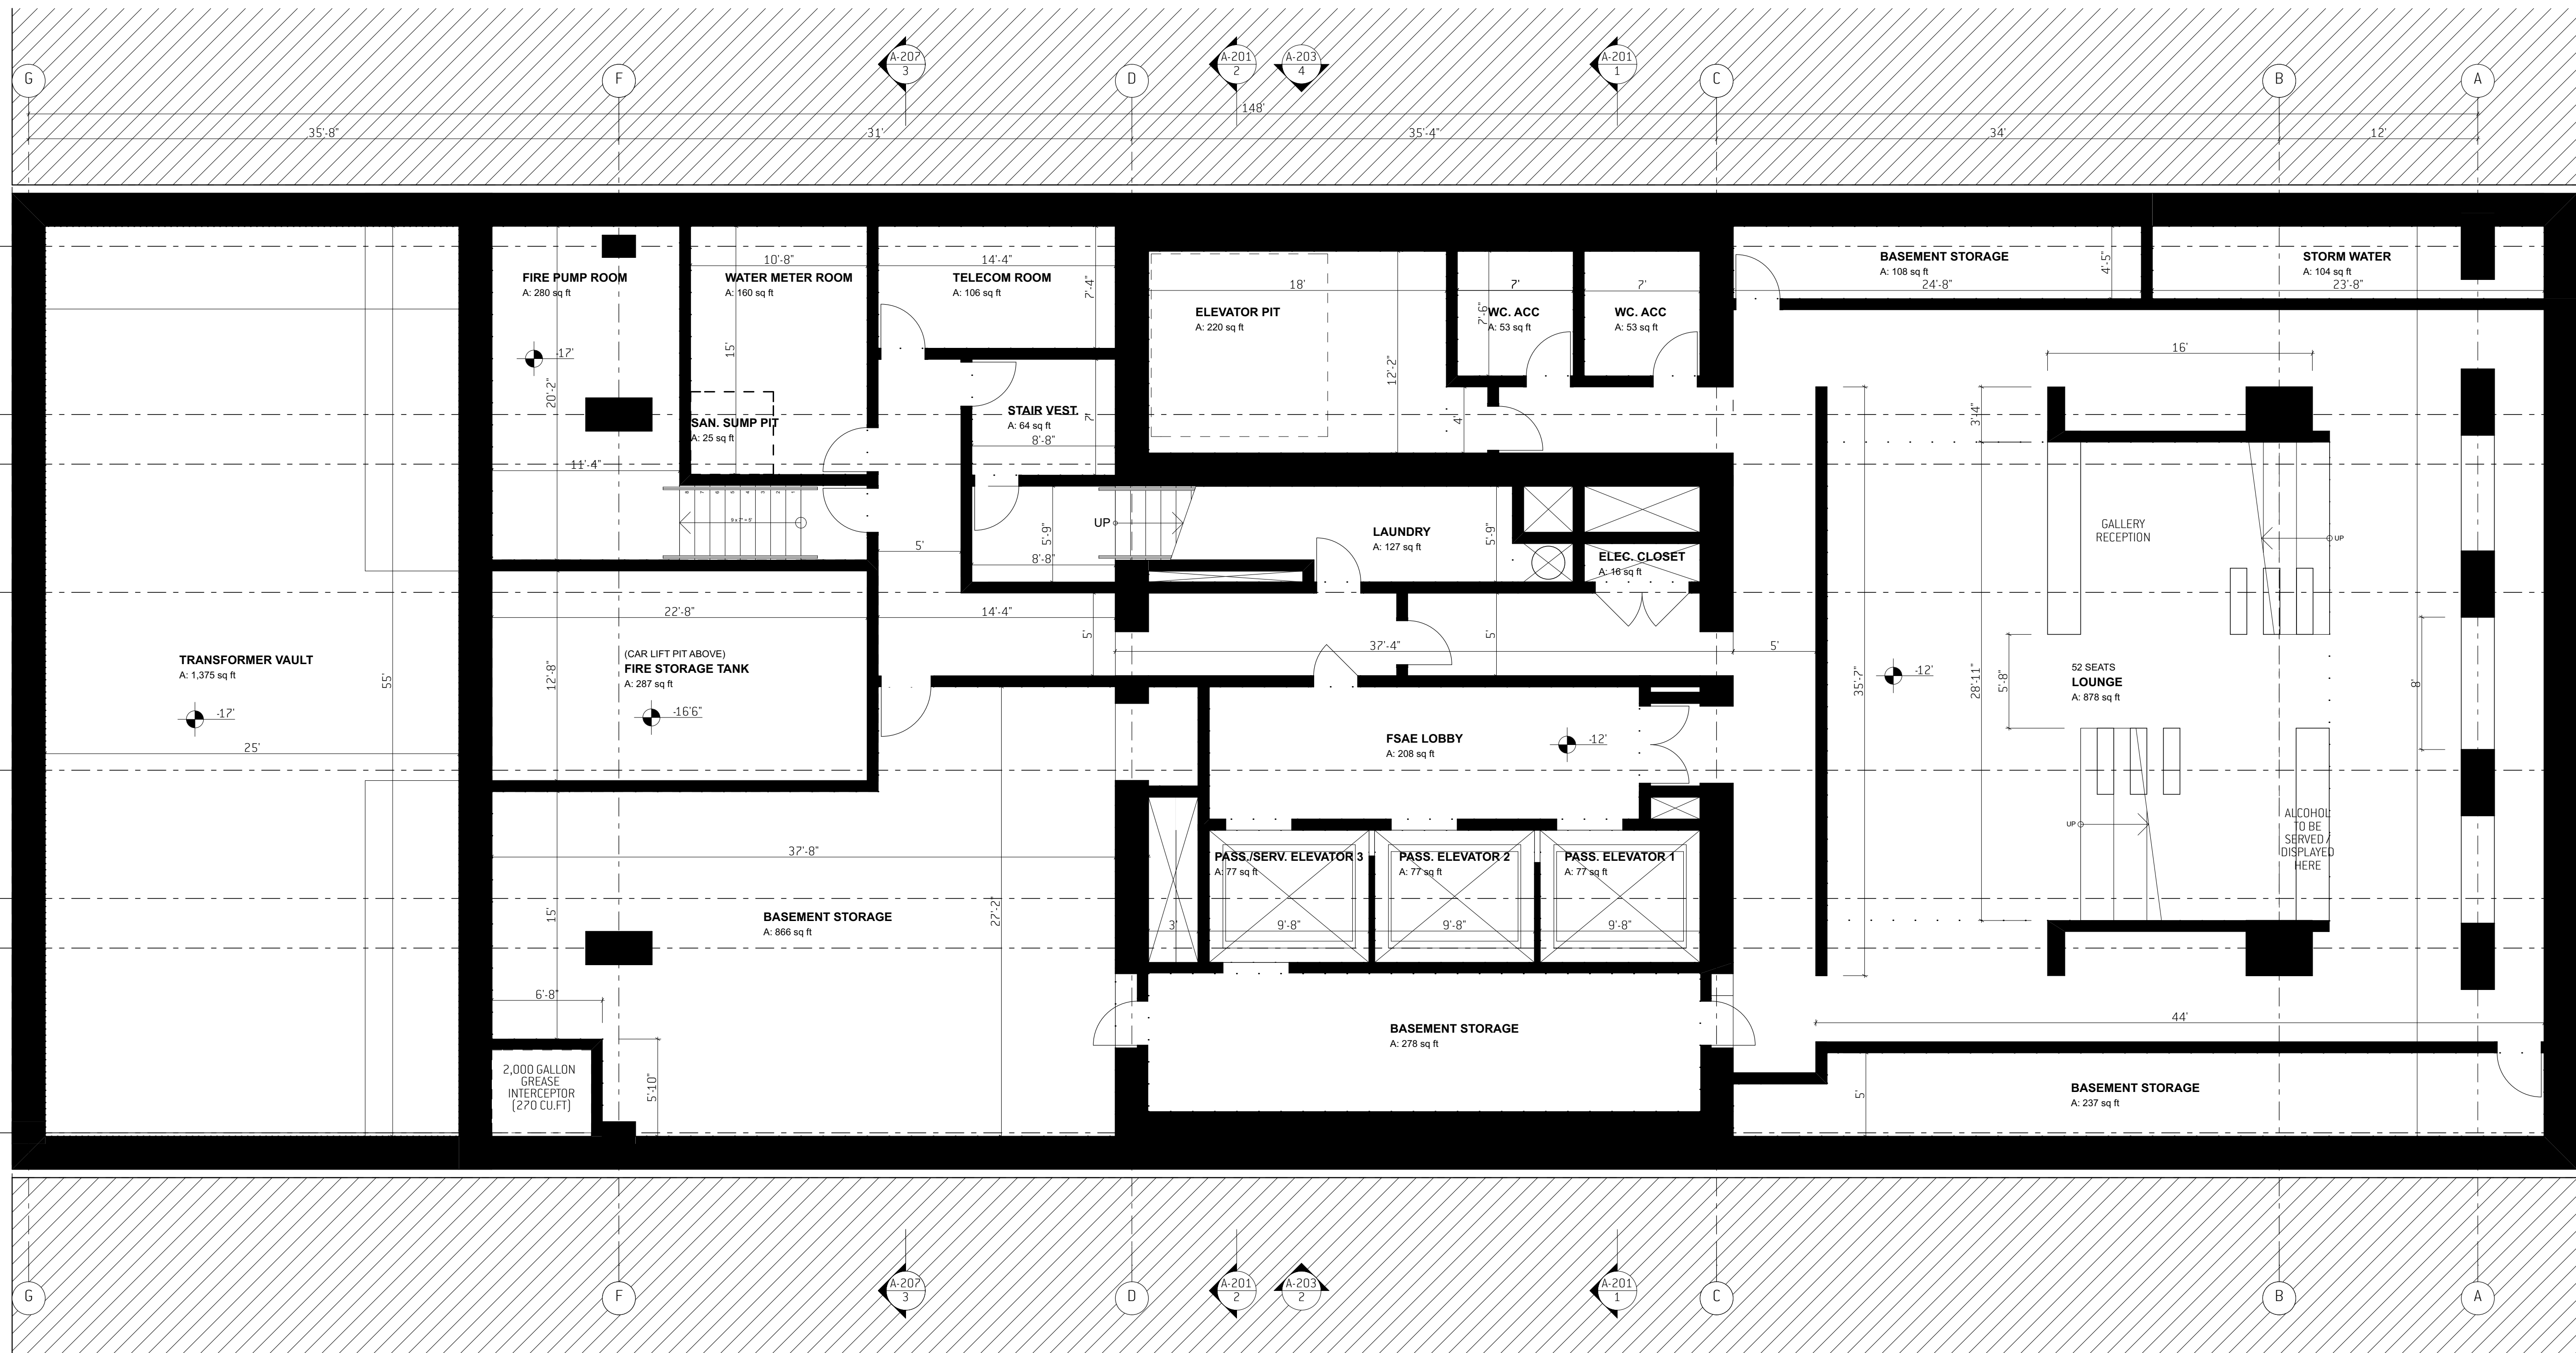 A-207
3
A-201
2
A-203
4
A-201
1
G
F
D
C
B
A
148'
35'-8"
31'
35'-4"
34'
12'
FIRE PUMP ROOM
A: 280 sq ft
-17'
20'-2"
11'-4"
10'-8"
WATER METER ROOM
A: 160 sq ft
15'
SAN. SUMP PIT
A: 25 sq ft
14'-4"
TELECOM ROOM
A: 106 sq ft
7'-4"
STAIR VEST.
A: 64 sq ft
7'
8'-8"
18'
ELEVATOR PIT
A: 220 sq ft
12'-2"
7'
7'-6"
WC. ACC
A: 53 sq ft
7'
WC. ACC
A: 53 sq ft
4'
BASEMENT STORAGE
A: 108 sq ft
24'-8"
4'-5"
STORM WATER
A: 104 sq ft
23'-8"
16'
3'-4"
8 7 6 5 4 3 2 1
9 x 7" = 5'
5'
UP
5'-9"
8'-8"
LAUNDRY
A: 127 sq ft
5'-9"
ELEC. CLOSET
A: 16 sq ft
GALLERY
RECEPTION
UP
22'-8"
14'-4"
5'
37'-4"
5'
5'
TRANSFORMER VAULT
A: 1,375 sq ft
-17'
25'
55'
(CAR LIFT PIT ABOVE)
FIRE STORAGE TANK
A: 287 sq ft
-16'6"
12'-8"
35'-7"
-12'
28'-11"
5'-8"
52 SEATS
LOUNGE
A: 878 sq ft
8'
FSAE LOBBY
A: 208 sq ft
-12'
UP
ALCOHOL
TO BE
SERVED /
DISPLAYED
HERE
37'-8"
BASEMENT STORAGE
A: 866 sq ft
15'
27'-2"
3'
PASS./SERV. ELEVATOR 3
A: 77 sq ft
9'-8"
PASS. ELEVATOR 2
A: 77 sq ft
9'-8"
PASS. ELEVATOR 1
A: 77 sq ft
9'-8"
6'-8"
2,000 GALLON
GREASE
INTERCEPTOR
(270 CU.FT)
5'-10"
BASEMENT STORAGE
A: 278 sq ft
44'
5'
BASEMENT STORAGE
A: 237 sq ft
G
F
A-207
3
D
A-201
2
A-203
2
A-201
1
C
B
A